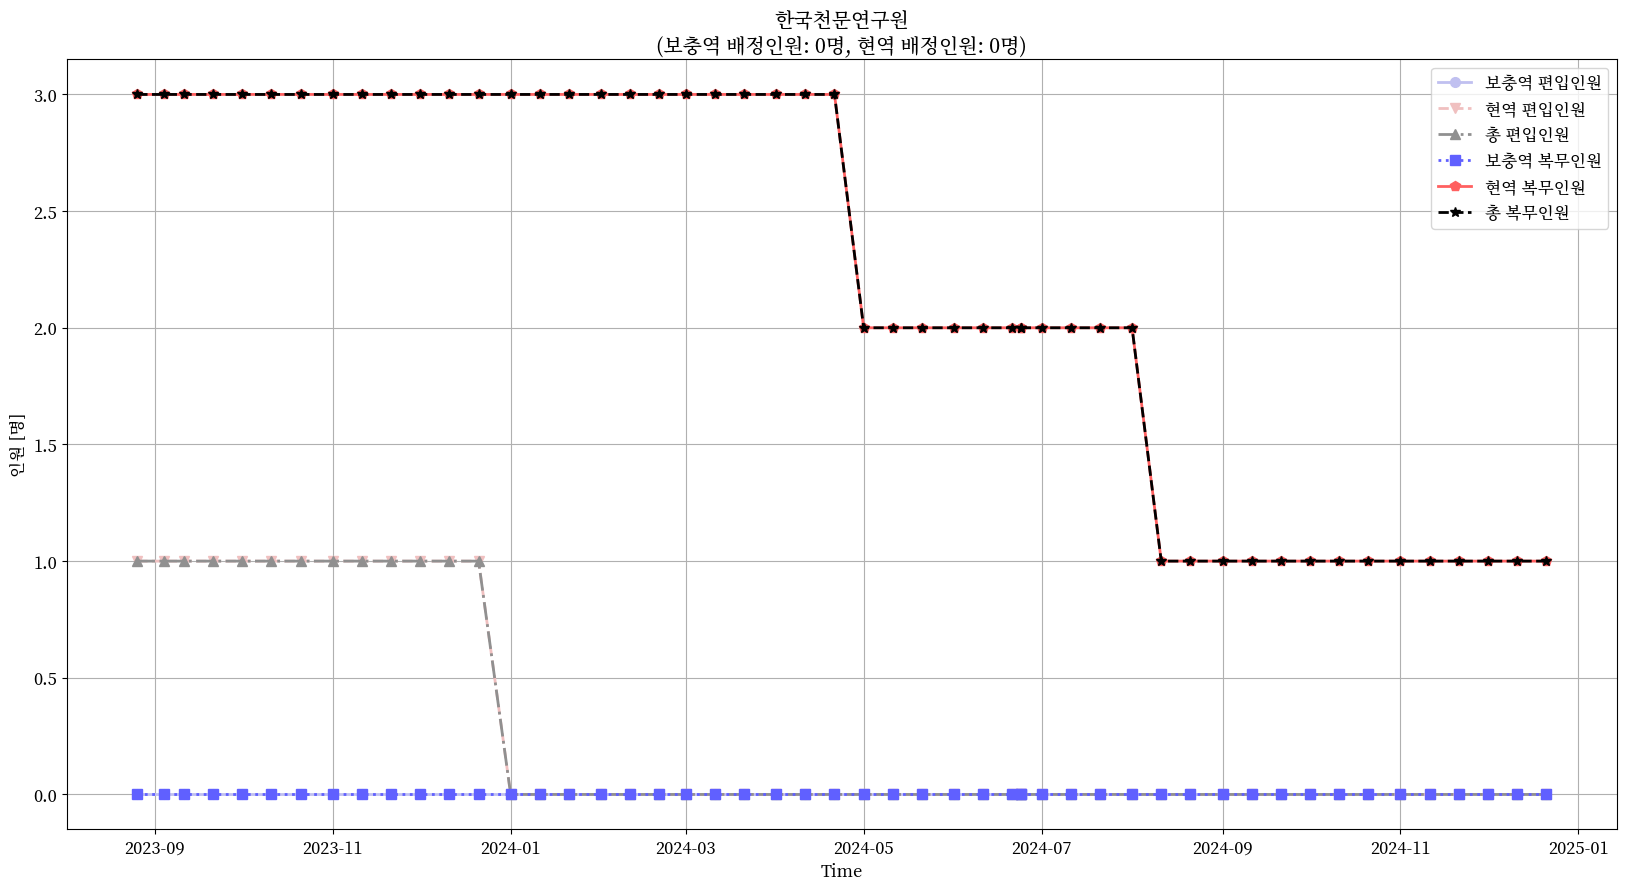 한국천문연구원
(보충역 배정인원: 0명, 현역 배정인원: 0명)
보충역 편입인원
현역 편입인원
총 편입인원
보충역 복무인원
현역 복무인원
총 복무인원
인원 [명]
3.0
2.5
2.0
1.5
1.0
0.5
0.0
2023-09
2023-11
2024-01
2024-03
2024-05
2024-07
2024-09
2024-11
2025-01
Time